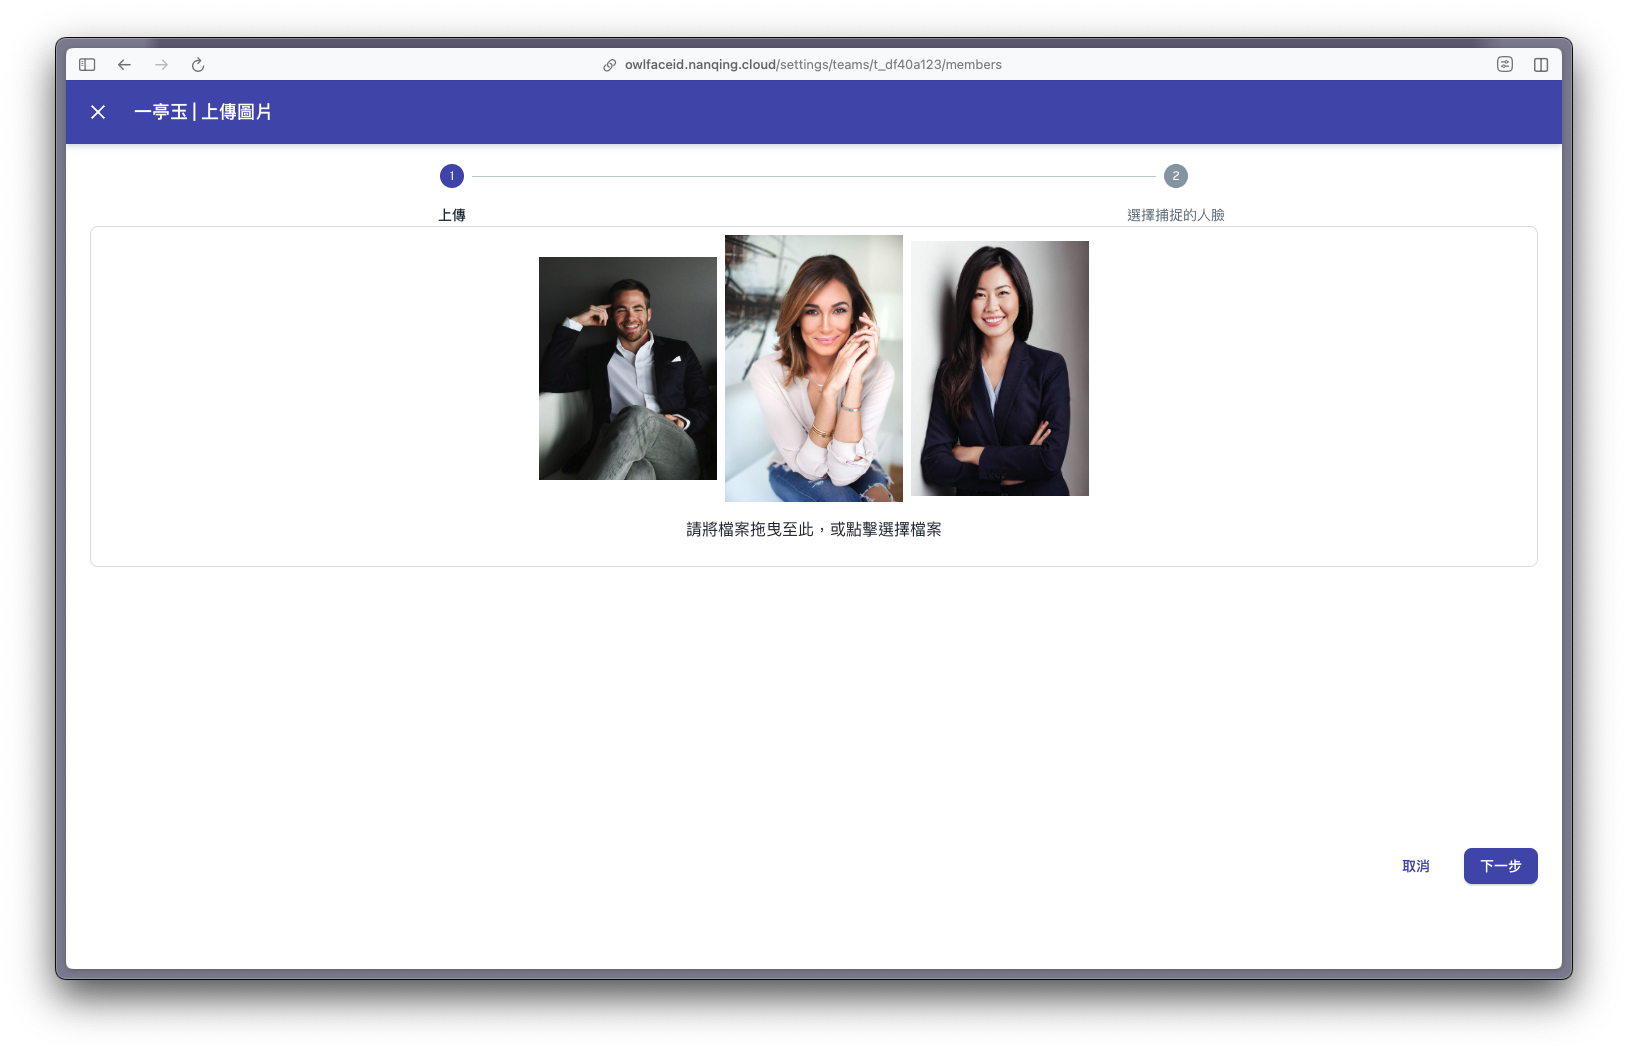 owlfaceid.nanqing.cloud/settings/teams/t_df40a123/members
一亭玉 | 上傳圖片
1
2
上傳
選擇捕捉的人臉
請將檔案拖曳至此，或點擊選擇檔案
取消
下一步